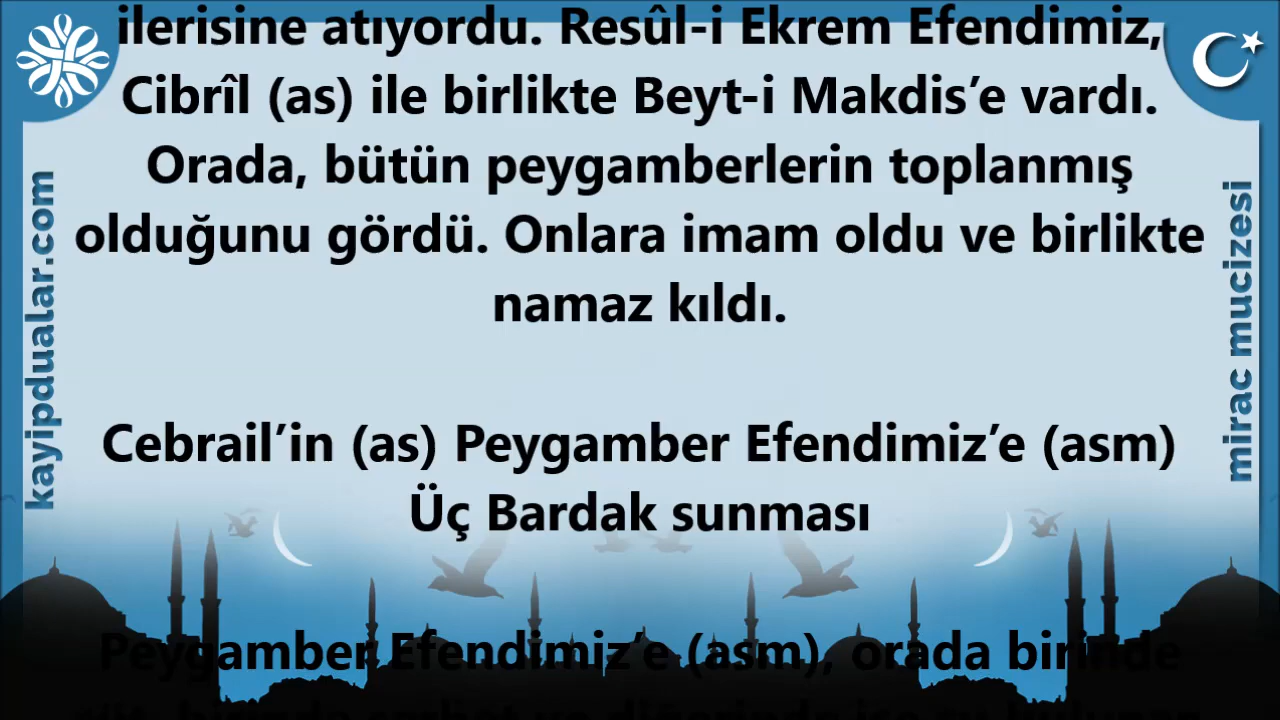 ilerisine atıyordu. Resûl-i Ekrem Efendimiz,
Cibrîl (as) ile birlikte Beyt-i Makdis’e vardı.
Orada, bütün peygamberlerin toplanmış
olduğunu gördü. Onlara imam oldu ve birlikte
namaz kıldı.
Cebrail’in (as) Peygamber Efendimiz’e (asm)
Üç Bardak sunması
Peygamber Efendimiz’e (asm), orada birinde
kayipdualar.com
mirac mucizesi